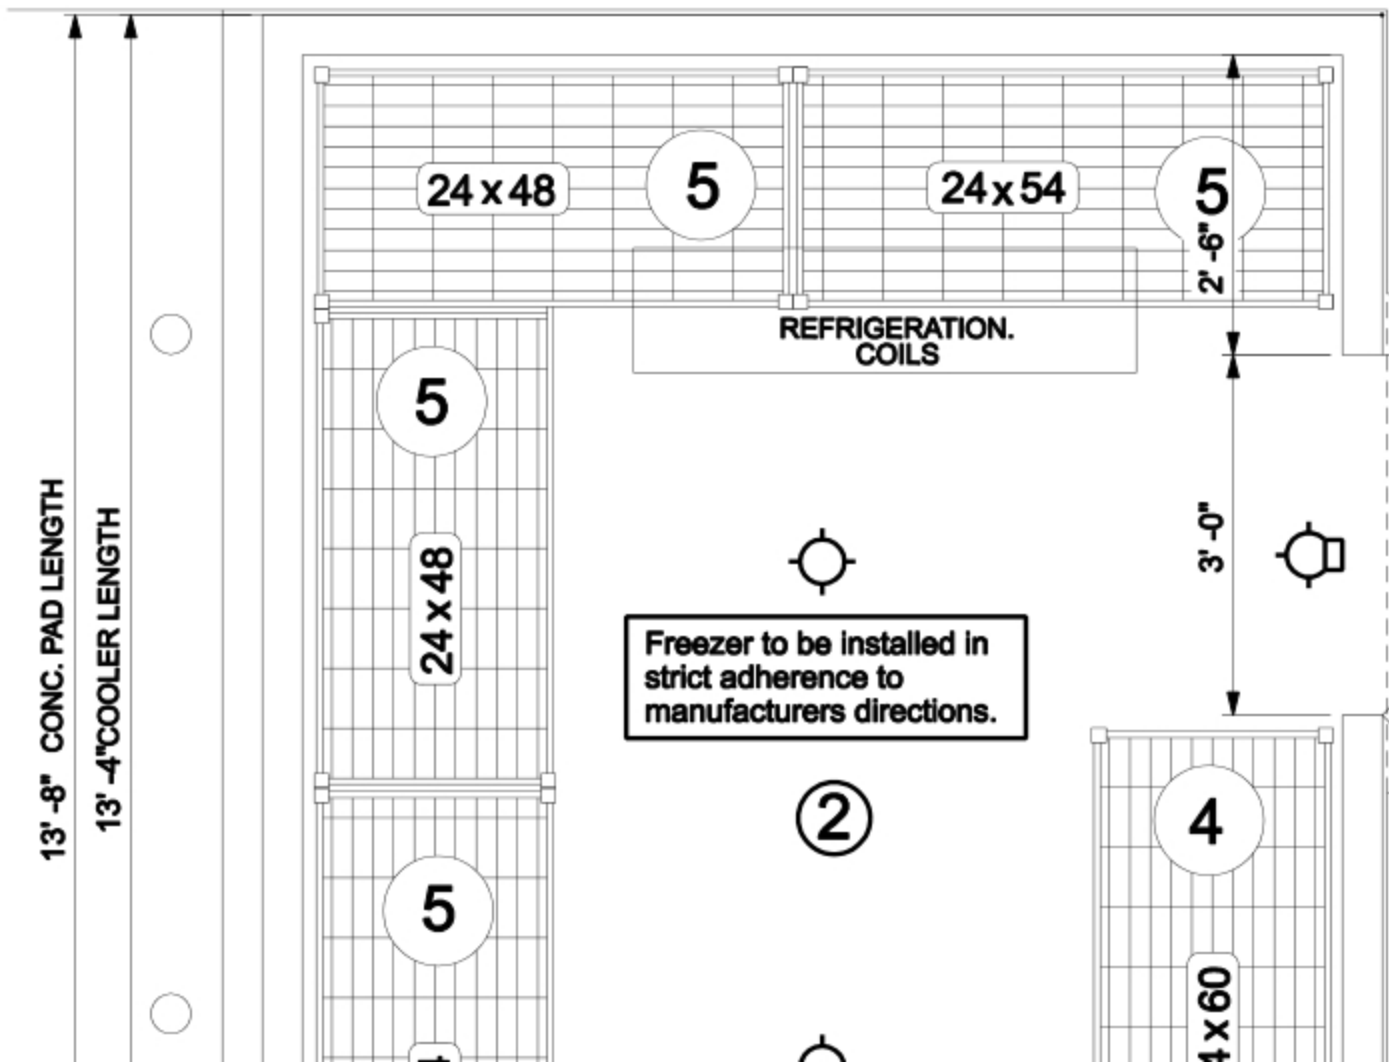 24 x 48
5
24 x 54
5
2' -6"
REFRIGERATION.
COILS
5
24 x 48
3' -0"
13' -8" CONC. PAD LENGTH
13' -4"COOLER LENGTH
Freezer to be installed in
strict adherence to
manufacturers directions.
2
4
5
x 60